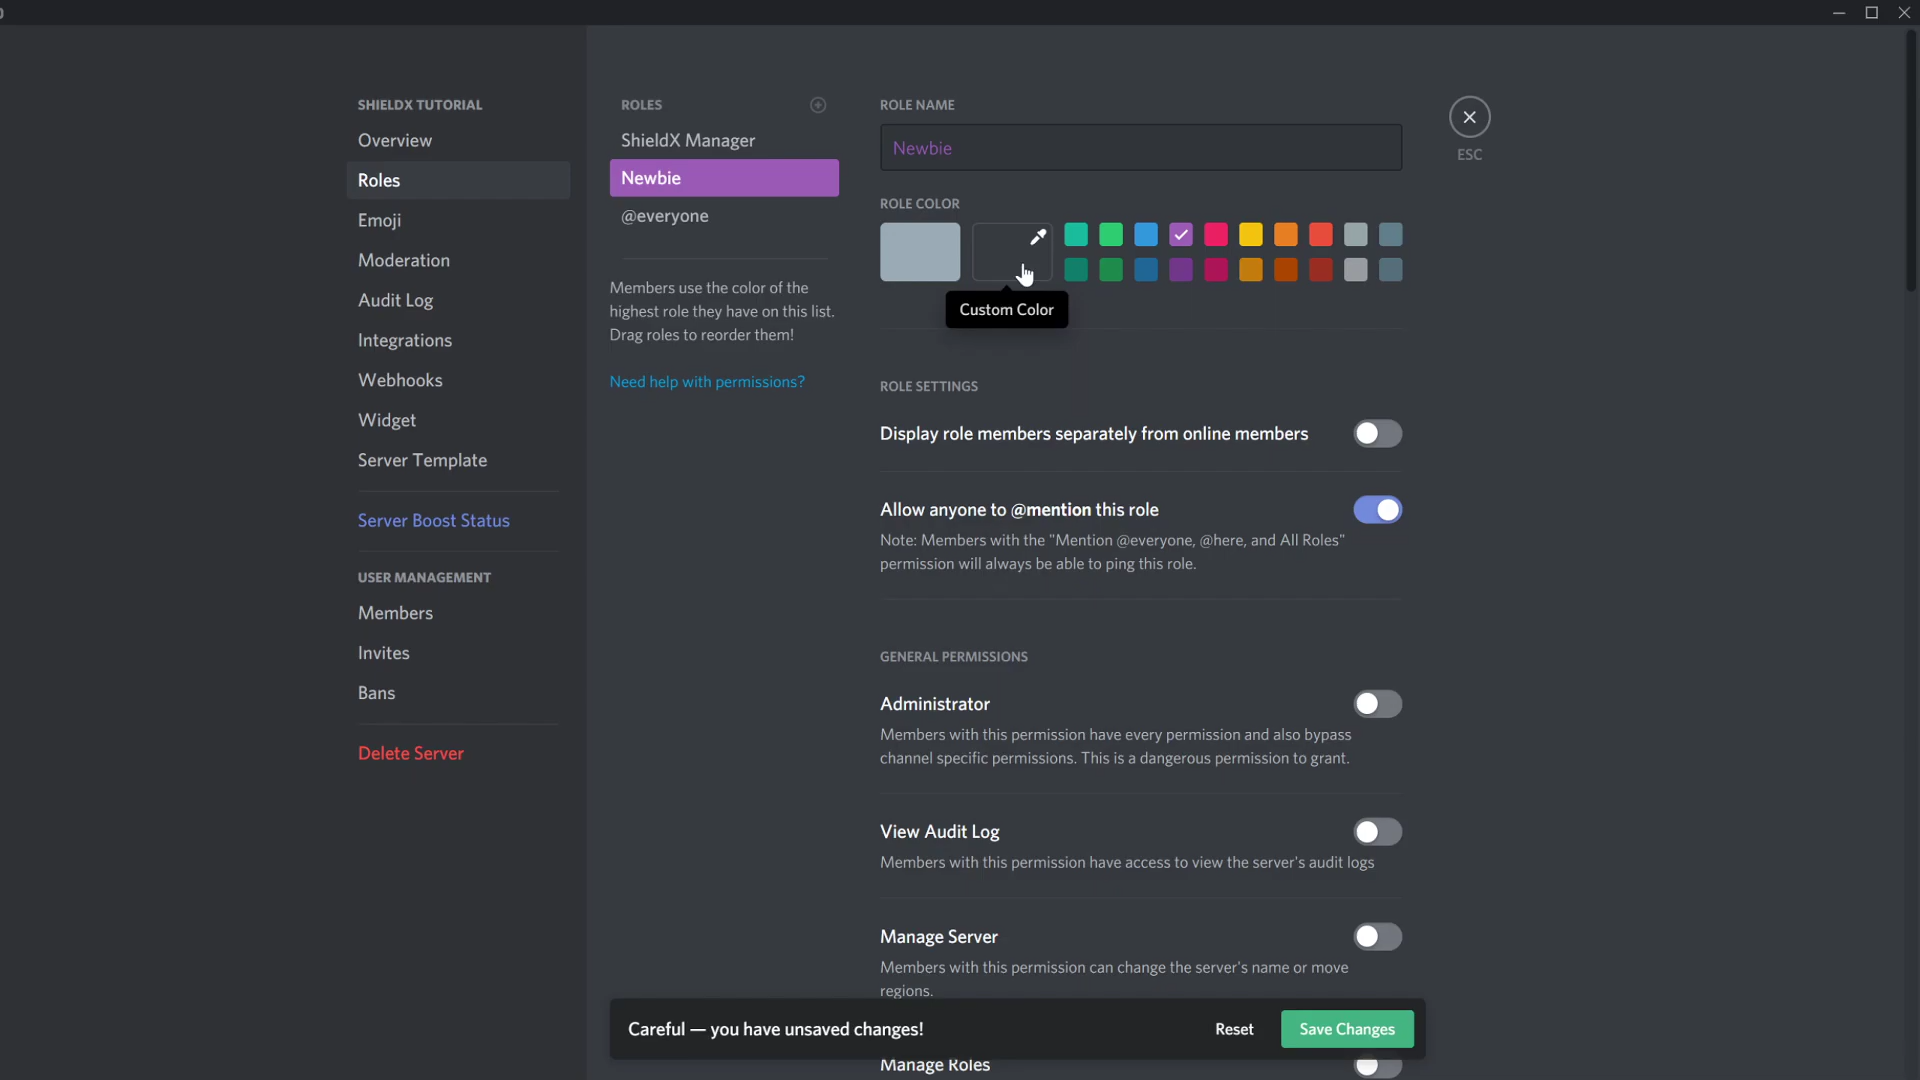 SHIELDX TUTORIAL
Overview
Roles
Emoji
Moderation
Audit Log
Integrations
Webhooks
Widget
Server Template
Server Boost Status
USER MANAGEMENT
Members
Invites
Bans
Delete Server
ROLES
ShieldX Manager
Newbie
@everyone
Members use the color of the
highest role they have on this list.
Drag roles to reorder them!
Need help with permissions?
ROLE NAME
Newbie
ESC
ROLE COLOR
Custom Color
ROLE SETTINGS
Display role members separately from online members
Allow anyone to @mention this role
Note: Members with the "Mention @everyone, @here, and All Roles"
permission will always be able to ping this role.
GENERAL PERMISSIONS
Administrator
Members with this permission have every permission and also bypass
channel specific permissions. This is a dangerous permission to grant.
View Audit Log
Members with this permission have access to view the server's audit logs
Manage Server
Members with this permission can change the server's name or move
regions.
Careful — you have unsaved changes!
Reset
Save Changes
Manage Roles